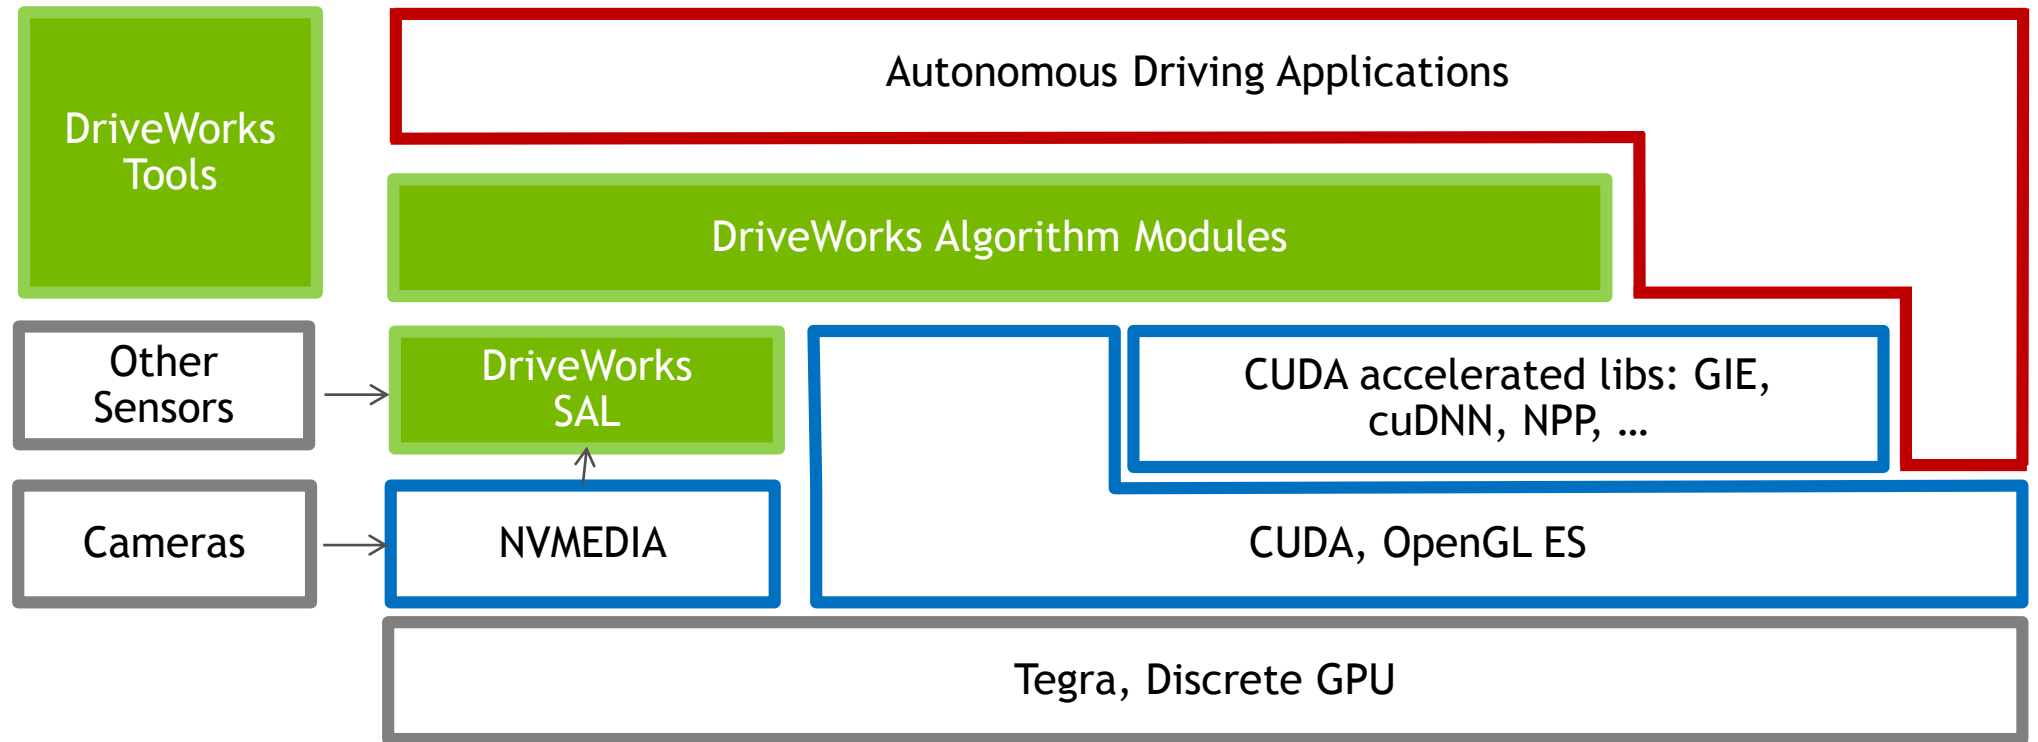 Autonomous Driving Applications
DriveWorks
Tools
DriveWorks Algorithm Modules
Other
Sensors
DriveWorks
SAL
CUDA accelerated libs: GIE,
cuDNN, NPP, …
Cameras
NVMEDIA
CUDA, OpenGL ES
Tegra, Discrete GPU